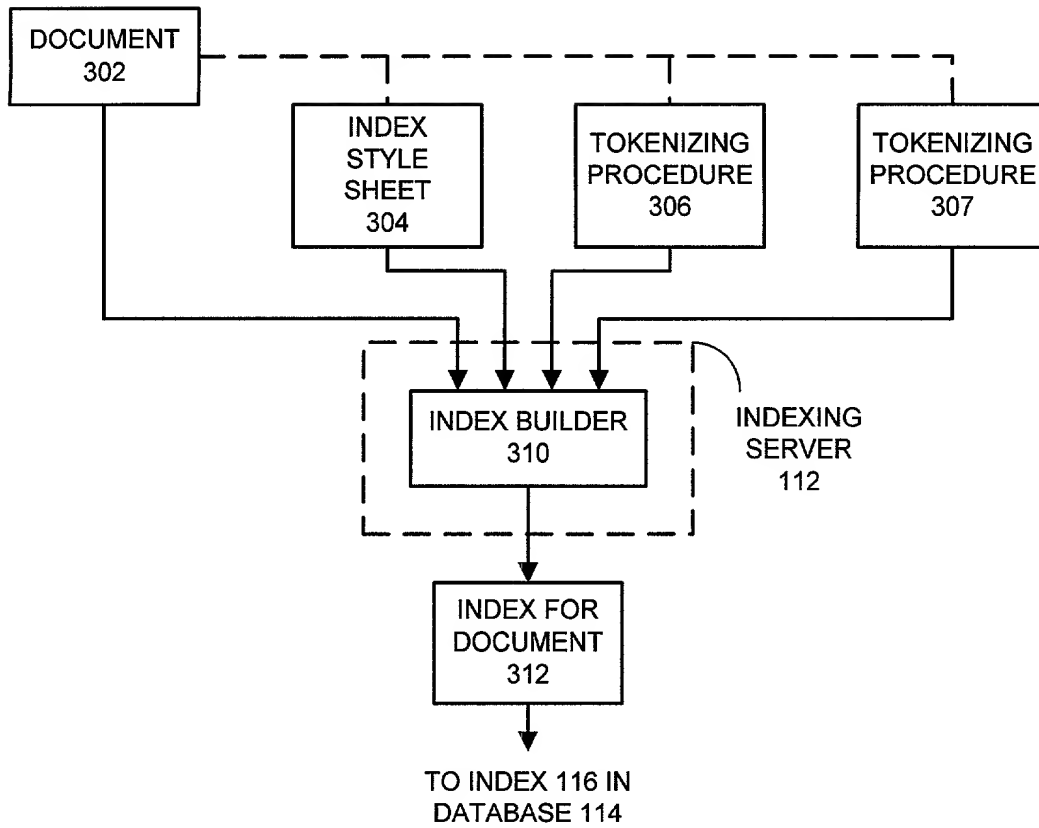 DOCUMENT
302
INDEX
STYLE
SHEET
304
TOKENIZING
PROCEDURE
306
TOKENIZING
PROCEDURE
307
INDEX BUILDER
310
INDEXING
SERVER
112
INDEX FOR
DOCUMENT
312
TO INDEX 116 IN
DATABASE 114